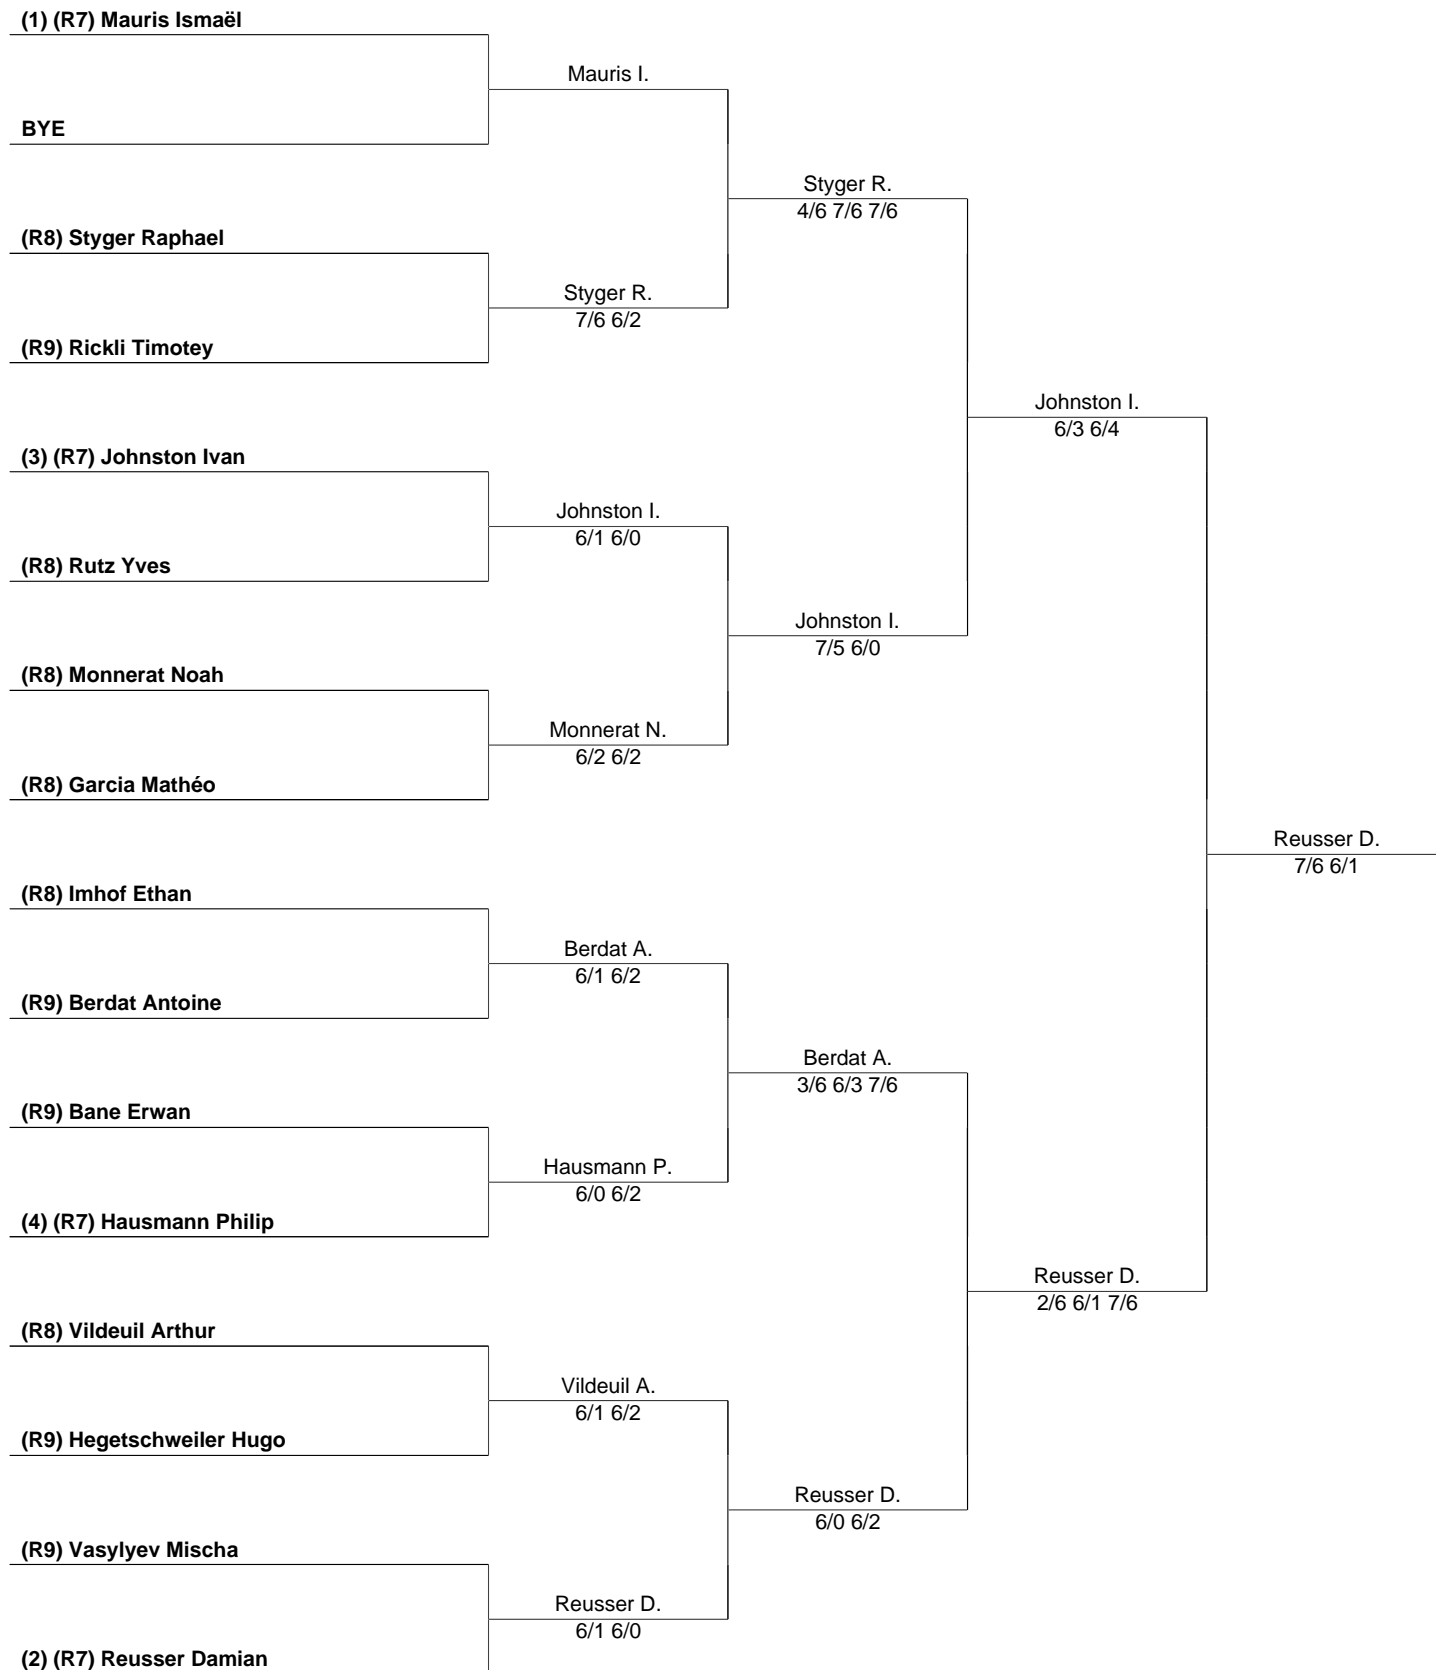 (1) (R7) Mauris Ismaël
Mauris I.
BYE
Styger R.
4/6 7/6 7/6
(R8) Styger Raphael
Styger R.
7/6 6/2
(R9) Rickli Timotey
Johnston I.
6/3 6/4
(3) (R7) Johnston Ivan
Johnston I.
6/1 6/0
(R8) Rutz Yves
Johnston I.
7/5 6/0
(R8) Monnerat Noah
Monnerat N.
6/2 6/2
(R8) Garcia Mathéo
Reusser D.
7/6 6/1
(R8) Imhof Ethan
Berdat A.
6/1 6/2
(R9) Berdat Antoine
Berdat A.
3/6 6/3 7/6
(R9) Bane Erwan
Hausmann P.
6/0 6/2
(4) (R7) Hausmann Philip
Reusser D.
2/6 6/1 7/6
(R8) Vildeuil Arthur
Vildeuil A.
6/1 6/2
(R9) Hegetschweiler Hugo
Reusser D.
6/0 6/2
(R9) Vasylyev Mischa
Reusser D.
6/1 6/0
(2) (R7) Reusser Damian